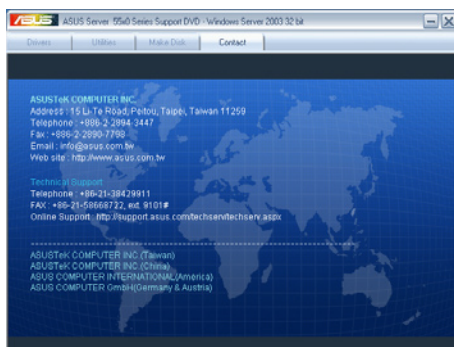 ASUS ASUS Server 55x0 Series Support DVD - Windows Server 2003 32 bit
Drivers Utilities Make Disk Contact
ASUSTeK COMPUTER INC.
Address : 15 Li-Te Road, Peitou, Taipei, Taiwan 11259
Telephone : +886-2-2894-3447
Fax : +886-2-2890-7798
Email : info@asus.com.tw
Web site : http://www.asus.com.tw
Technical Support
Telephone : +86-21-38429911
FAX : +86-21-58668722, ext. 9101#
Online Support : http://support.asus.com/techserv/techserv.aspx
ASUSTeK COMPUTER INC.(Taiwan)
ASUSTeK COMPUTER INC.(China)
ASUS COMPUTER INTERNATIONAL(America)
ASUS COMPUTER GmbH(Germany & Austria)